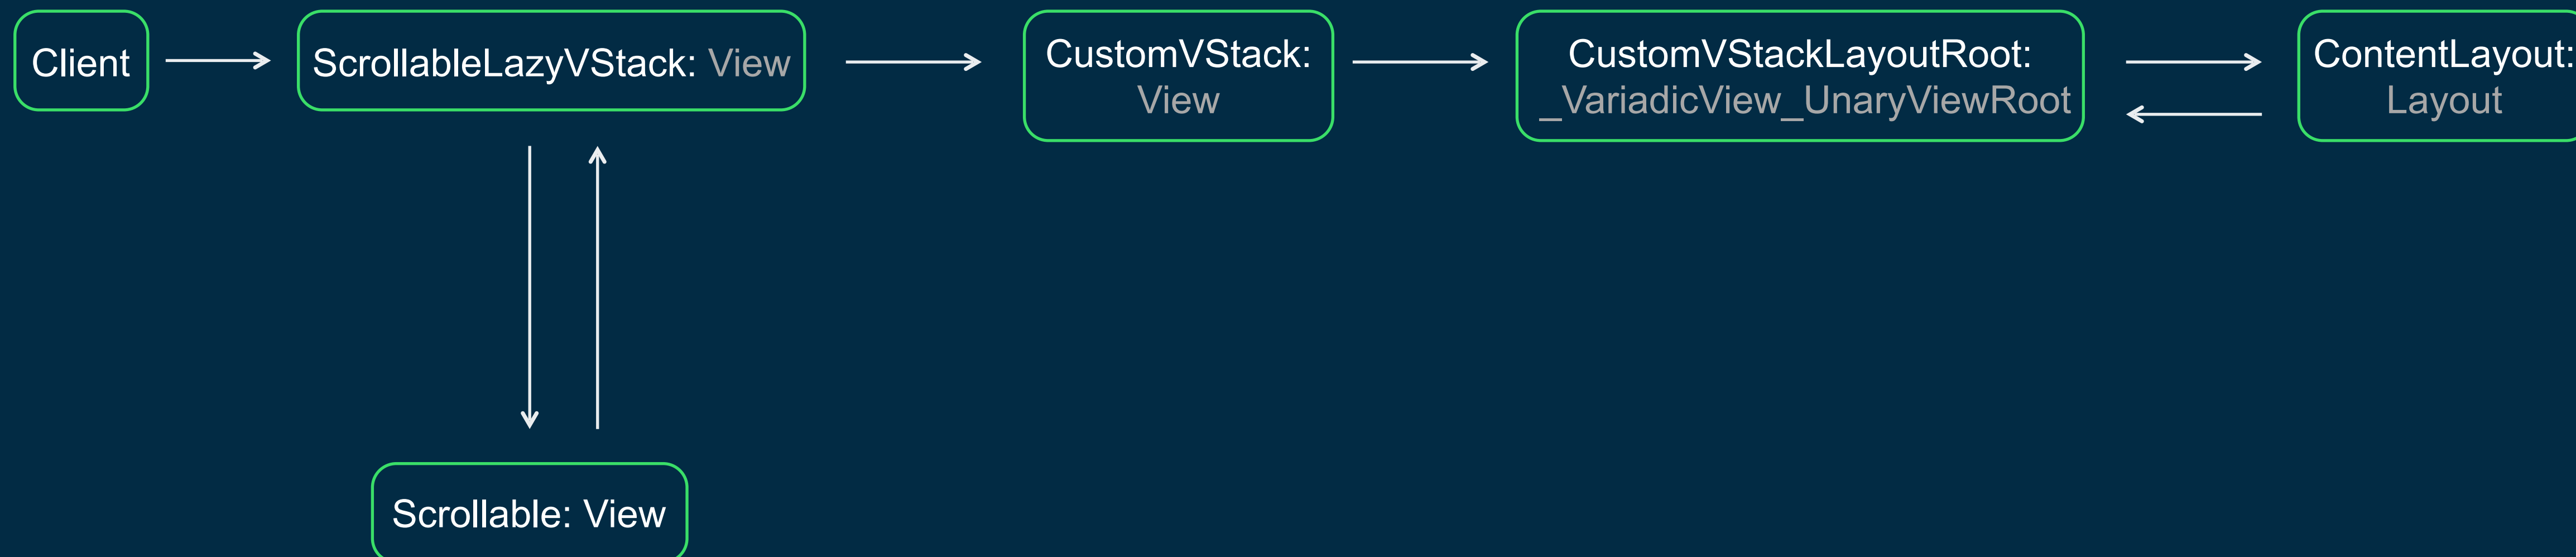 Client
ScrollableLazyVStack: View
CustomVStack:
View
CustomVStackLayoutRoot:
_VariadicView_UnaryViewRoot
ContentLayout:
Layout
Scrollable: View